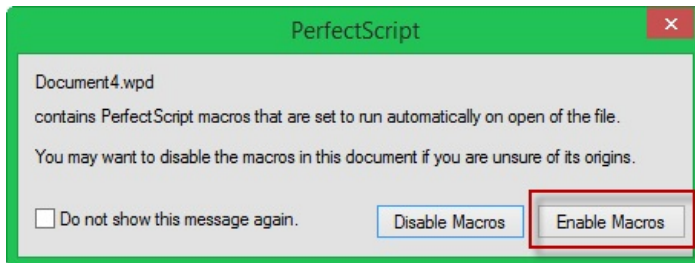 PerfectScript
Document4.wpd
contains PerfectScript macros that are set to run automatically on open of the file.
You may want to disable the macros in this document if you are unsure of its origins.
Do not show this message again.
Disable Macros
Enable Macros